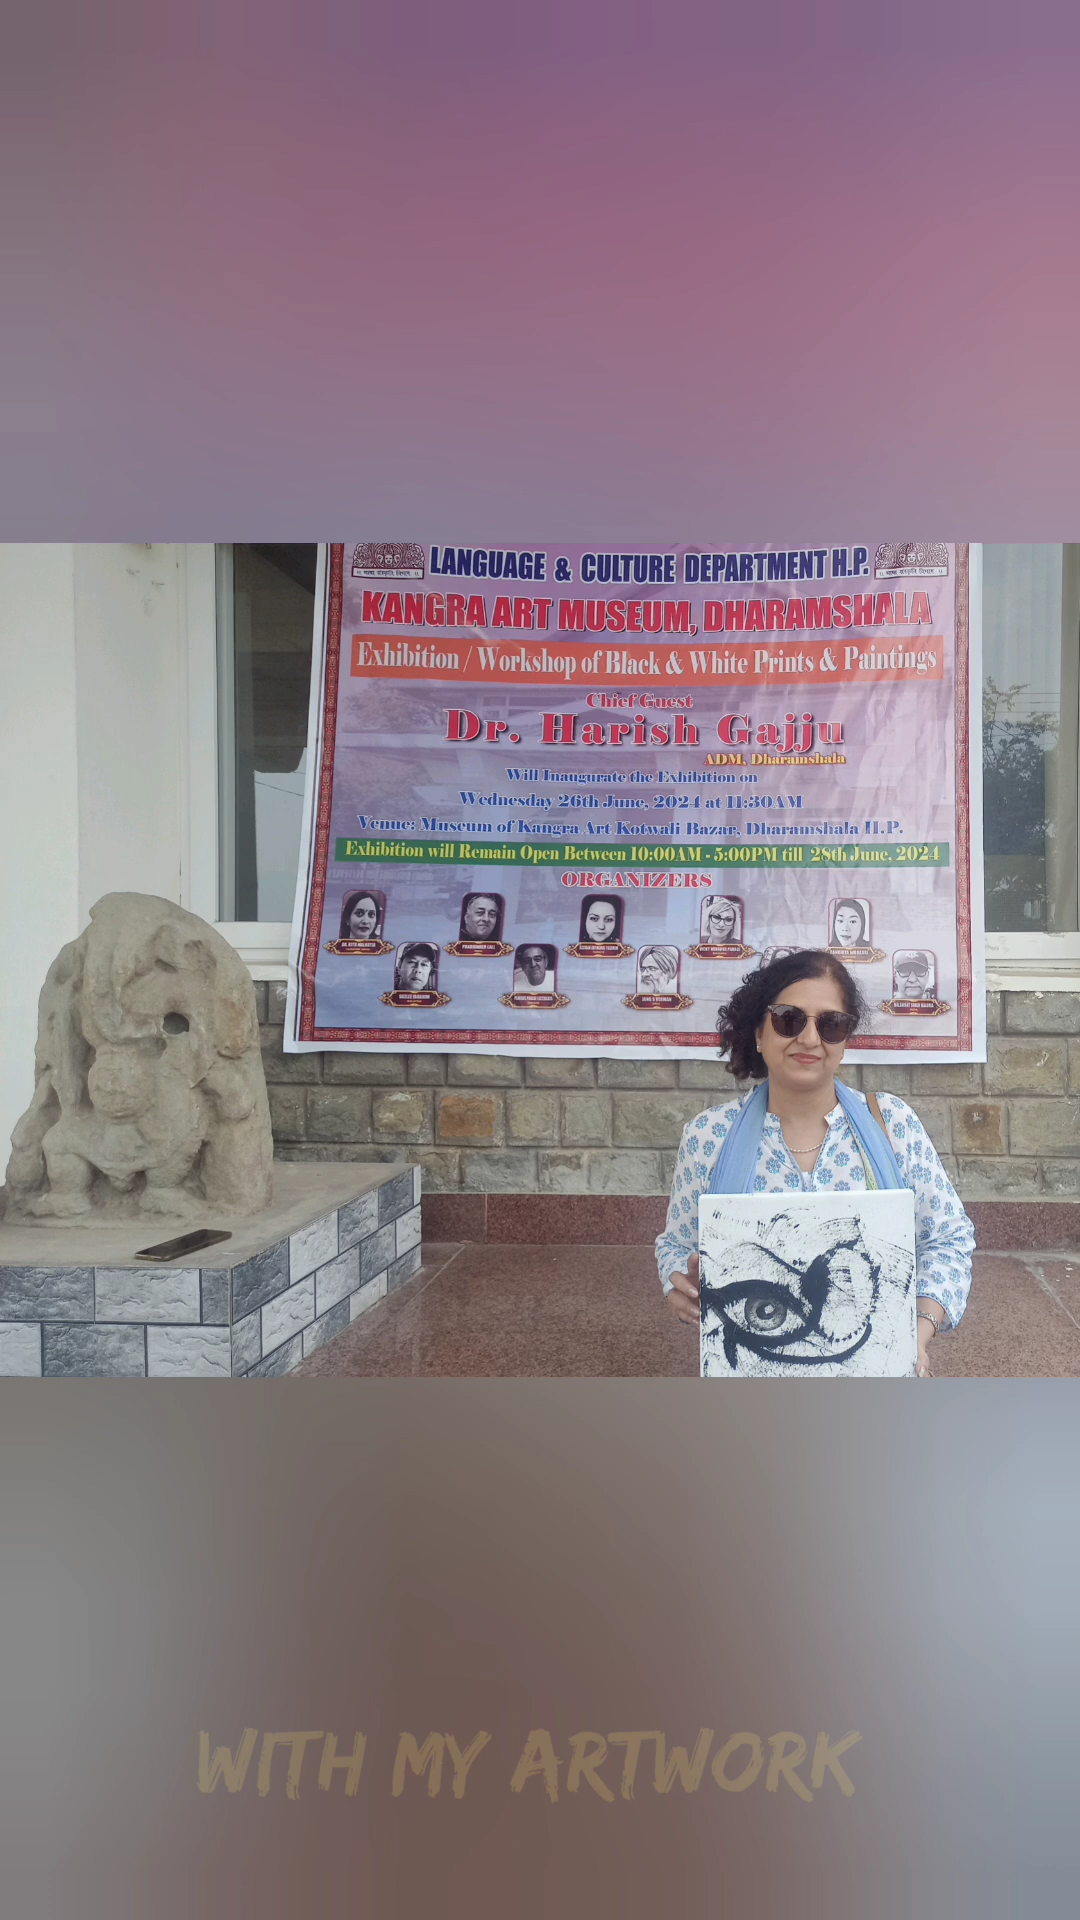 LANGUAGE & CULTURE DEPARTMENT H.P.
KANGRA ART MUSEUM, DHARAMSHALA
Exhibition / Workshop of Black & White Prints & Paintings
Chief Guest
Dr. Harish Gajju
ADM, Dharamshala
Will Inaugurate the Exhibition on
Wednesday 26th June, 2024 at 11:30AM
Venue: Museum of Kangra Art Kotwali Bazar, Dharamshala H.P.
Exhibition will Remain Open Between 10:00AM - 5:00PM till 28th June, 2024
ORGANIZERS
WITH MY ARTWORK